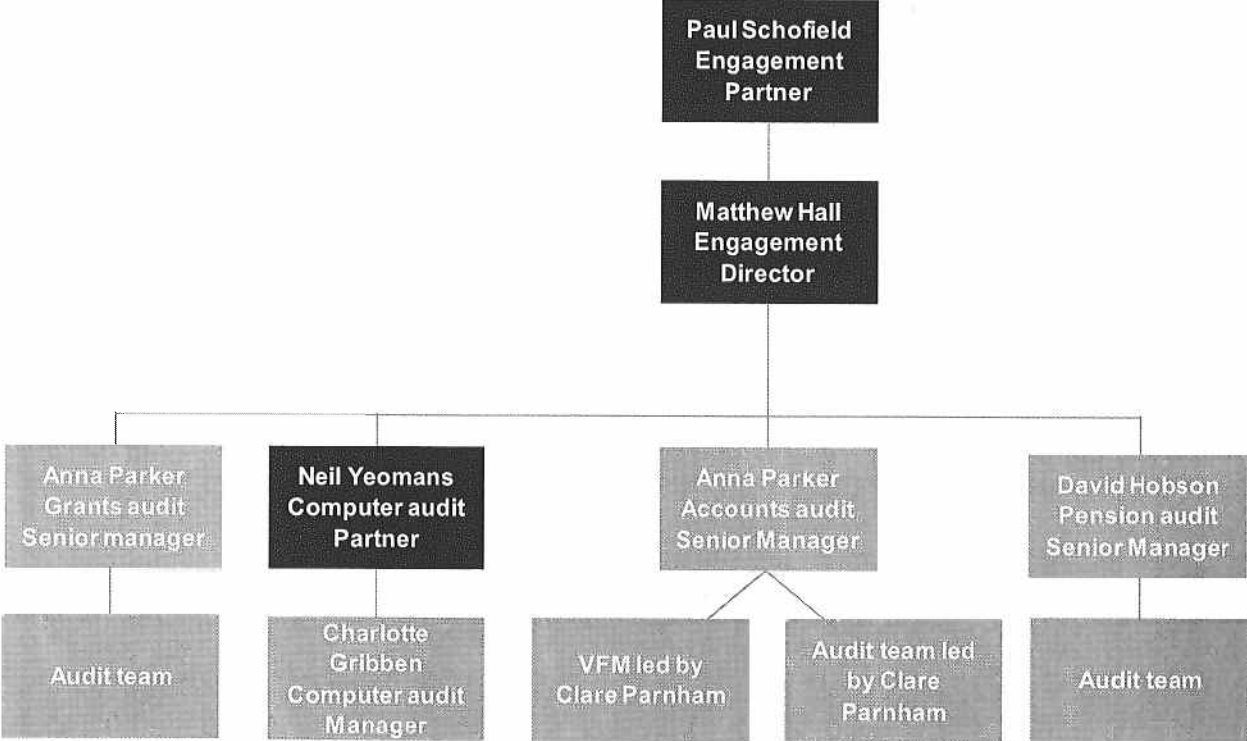 Paul Schofield
Engagement
Partner
Matthew Hall
Engagement
Director
Anna Parker
Grants audit
Senior manager
Neil Yeomans
Computer audit
Partner
Anna Parker
Accounts audit
Senior Manager
David Hobson
Pension audit
Senior Manager
Audit team
Charlotte
Gribben
Computer audit
Manager
VFM led by
Clare Parnham
Audit team led
by Clare
Parnham
Audit team